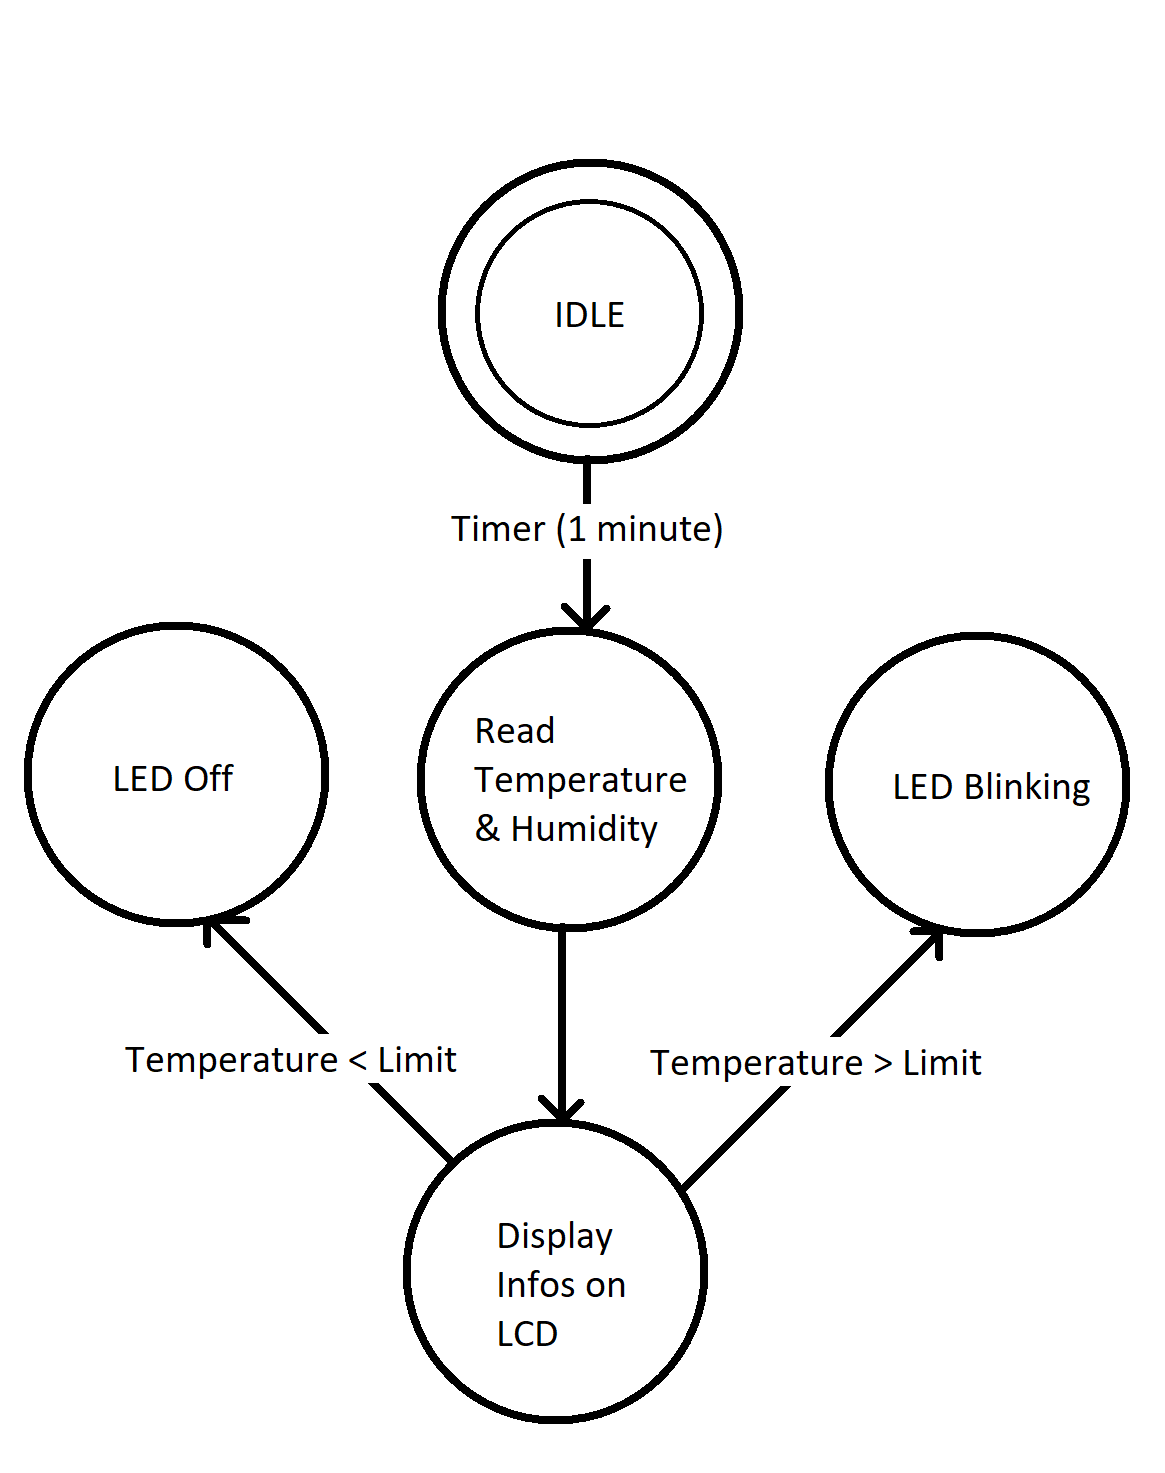 IDLE
Timer (1 minute)
LED Off
Read
Temperature
& Humidity
LED Blinking
Temperature < Limit
Temperature > Limit
Display
Infos on
LCD